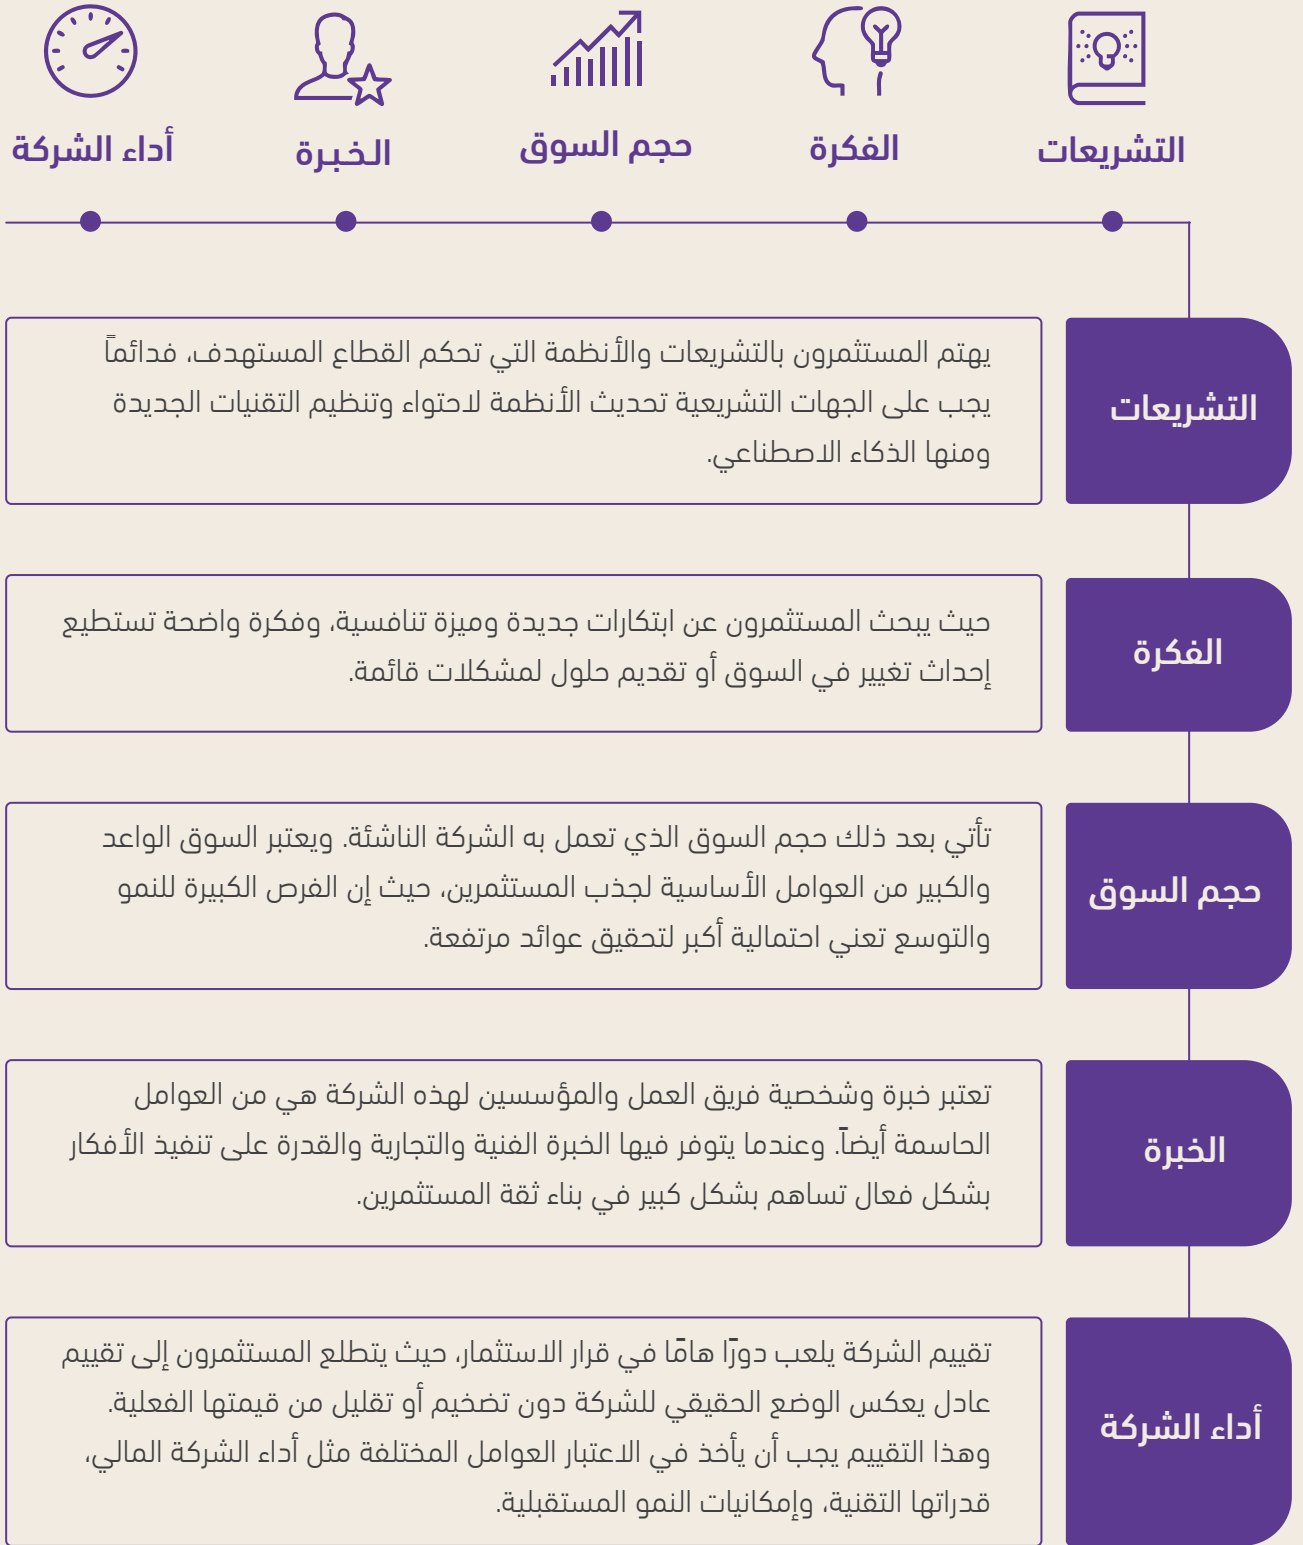 التشريعات
الفكرة
حجم السوق
الخبرة
أداء الشركة
التشريعات
يهتم المستثمرون بالتشريعات والأنظمة التي تحكم القطاع المستهدف، فدائماً
يجب على الجهات التشريعية تحديث الأنظمة لاحتواء وتنظيم التقنيات الجديدة
ومنها الذكاء الاصطناعي.
الفكرة
حيث يبحث المستثمرون عن ابتكارات جديدة وميزة تنافسية، وفكرة واضحة تستطيع
إحداث تغيير في السوق أو تقديم حلول لمشكلات قائمة.
حجم السوق
تأتي بعد ذلك حجم السوق الذي تعمل به الشركة الناشئة. ويعتبر السوق الواعد
والكبير من العوامل الأساسية لجذب المستثمرين، حيث إن الفرص الكبيرة للنمو
والتوسع تعني احتمالية أكبر لتحقيق عوائد مرتفعة.
الخبرة
تعتبر خبرة وشخصية فريق العمل والمؤسسين لهذه الشركة هي من العوامل
الحاسمة أيضاً. وعندما يتوفر فيها الخبرة الفنية والتجارية والقدرة على تنفيذ الأفكار
بشكل فعال تساهم بشكل كبير في بناء ثقة المستثمرين.
أداء الشركة
تقييم الشركة يلعب دورًا هامًا في قرار الاستثمار، حيث يتطلع المستثمرون إلى تقييم
عادل يعكس الوضع الحقيقي للشركة دون تضخيم أو تقليل من قيمتها الفعلية.
وهذا التقييم يجب أن يأخذ في الاعتبار العوامل المختلفة مثل أداء الشركة المالي،
قدراتها التقنية، وإمكانيات النمو المستقبلية.